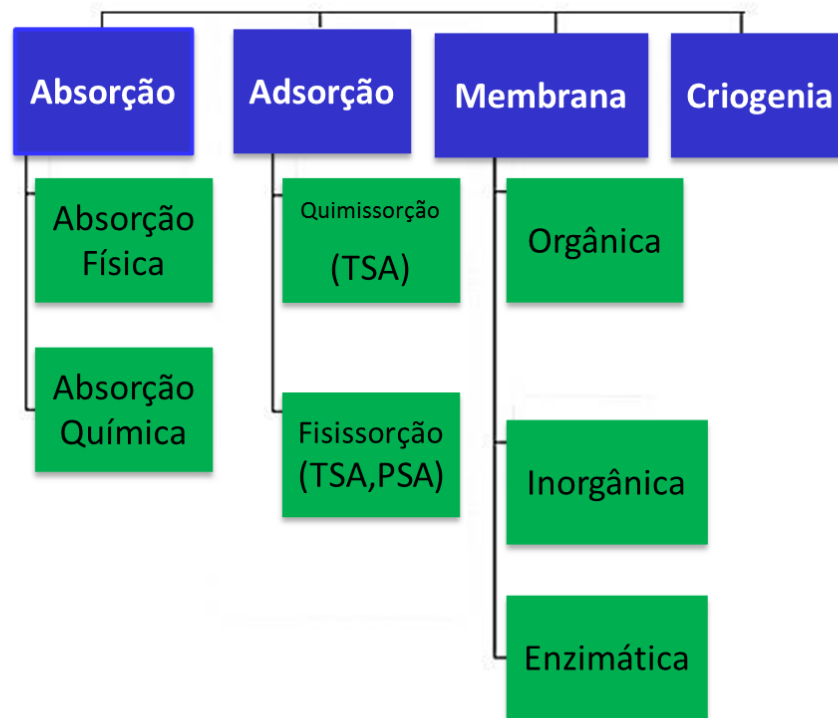 Absorção
Adsorção
Membrana
Criogenia
Absorção
Física
Quimissorção
(TSA)
Orgânica
Absorção
Química
Fisissorção
(TSA,PSA)
Inorgânica
Enzimática